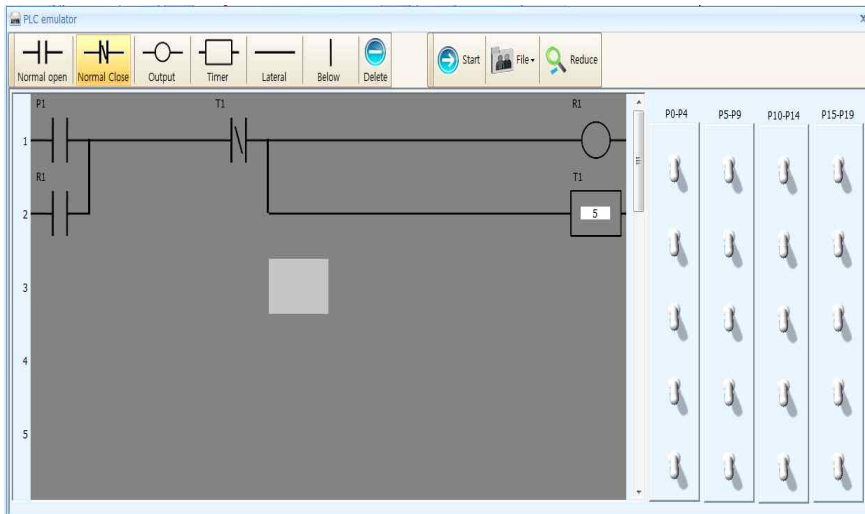 PLC emulator
x
Normal open Normal Close Output Timer Lateral Below Delete Start File Reduce
P1 T1 R1
1
R1 T1
2 5
3
4
5
P0-P4 P5-P9 P10-P14 P15-P19